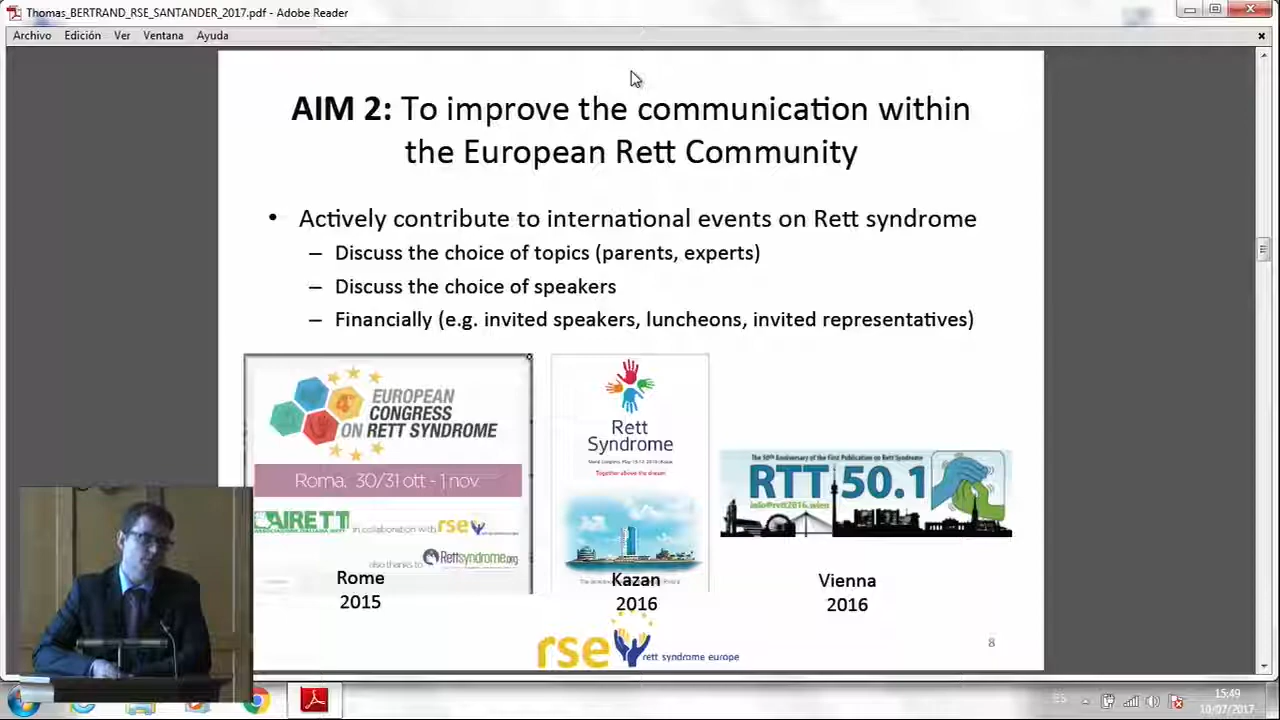 Thomas_BERTRAND_RSE_SANTANDER_2017.pdf - Adobe Reader
Archivo Edición Ver Ventana Ayuda
AIM 2: To improve the communication within
the European Rett Community
• Actively contribute to international events on Rett syndrome
– Discuss the choice of topics (parents, experts)
– Discuss the choice of speakers
– Financially (e.g. invited speakers, luncheons, invited representatives)
4°
EUROPEAN
CONGRESS
ON RETT SYNDROME
Roma, 30/31 ott - 1 nov.
AIRETT in collaboration with rse
also thanks to Rettsyndrome.org
Rome
2015
Rett
Syndrome
Together above the dream
Kazan
2016
The 50th Anniversary of the First Publication on Rett Syndrome
RTT 50.1
info@rett2016.wien
Vienna
2016
rse rett syndrome europe
8
ES
15:49
10/07/2017